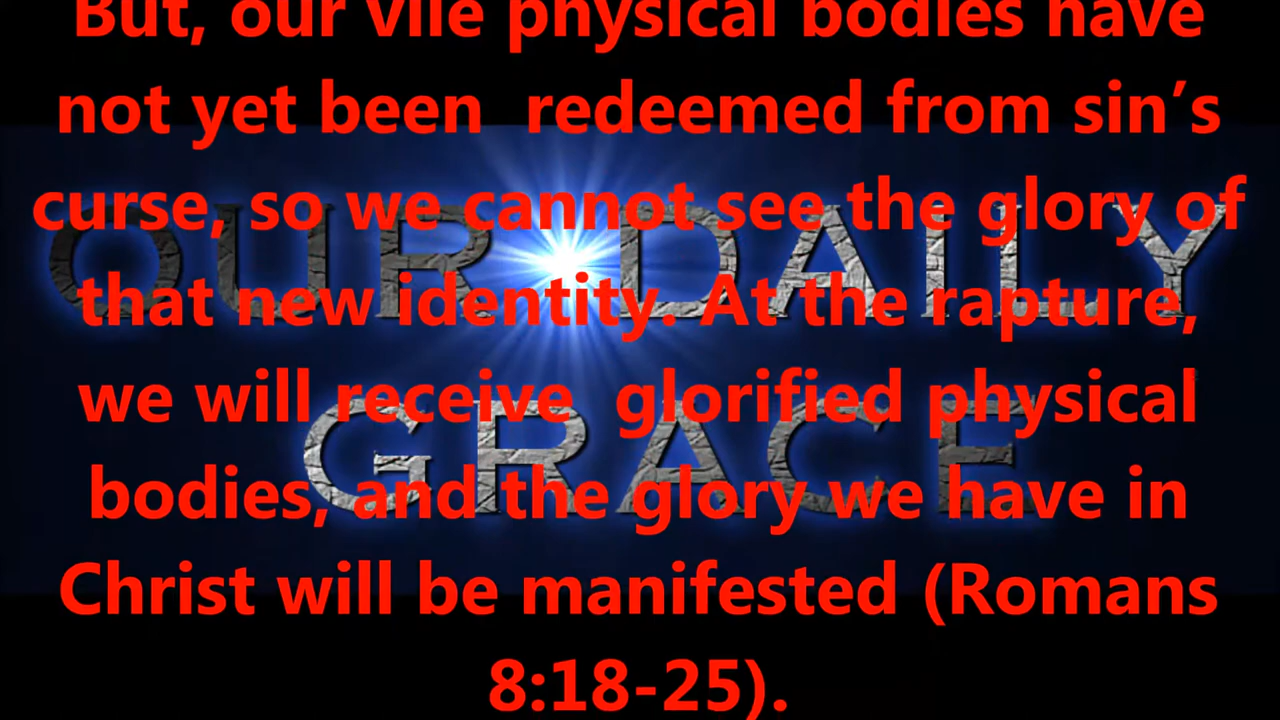 But, our vile physical bodies have
not yet been  redeemed from sin’s
curse, so we cannot see the glory of
that new identity. At the rapture,
we will receive  glorified physical
bodies, and the glory we have in
Christ will be manifested (Romans
8:18-25).
OUR DAILY
GRACE